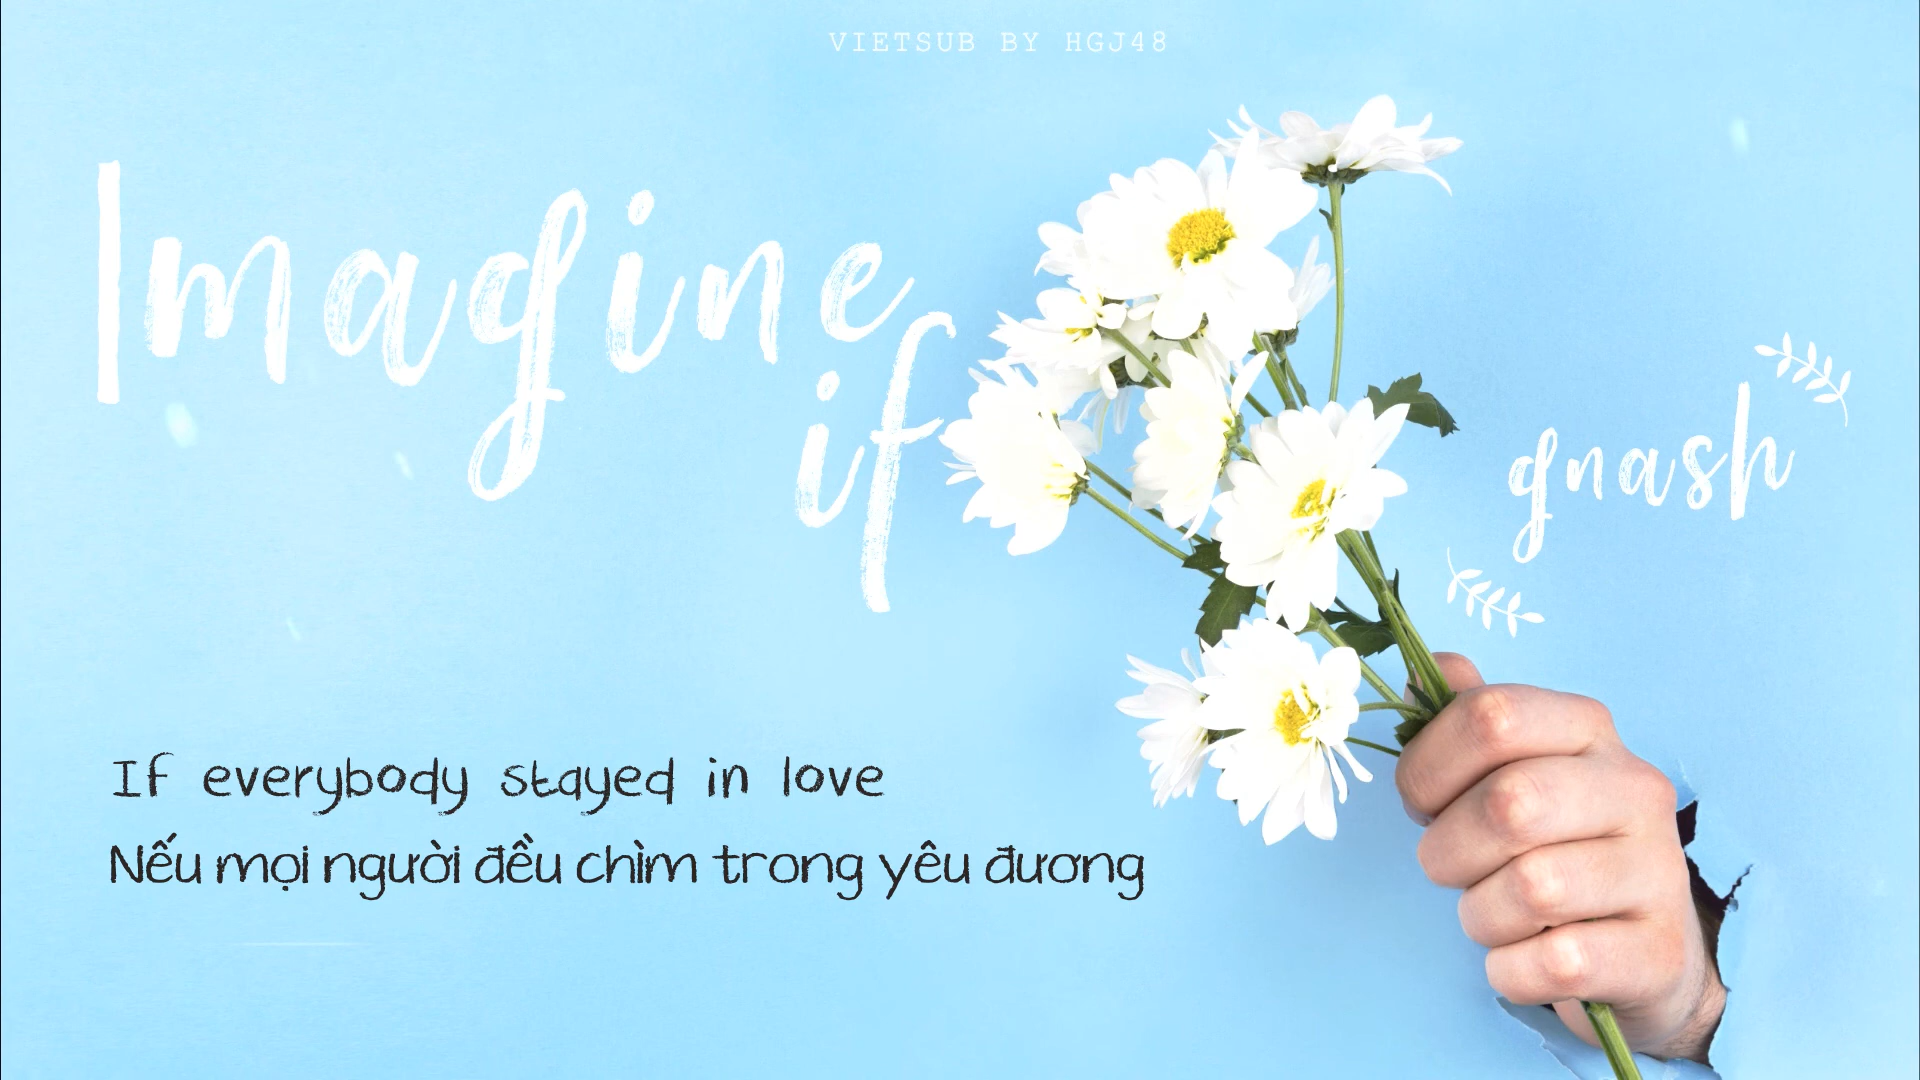 VIETSUB BY HGJ48
Imagine
if
gnash
If everybody stayed in love
Nếu mọi người đều chìm trong yêu đương